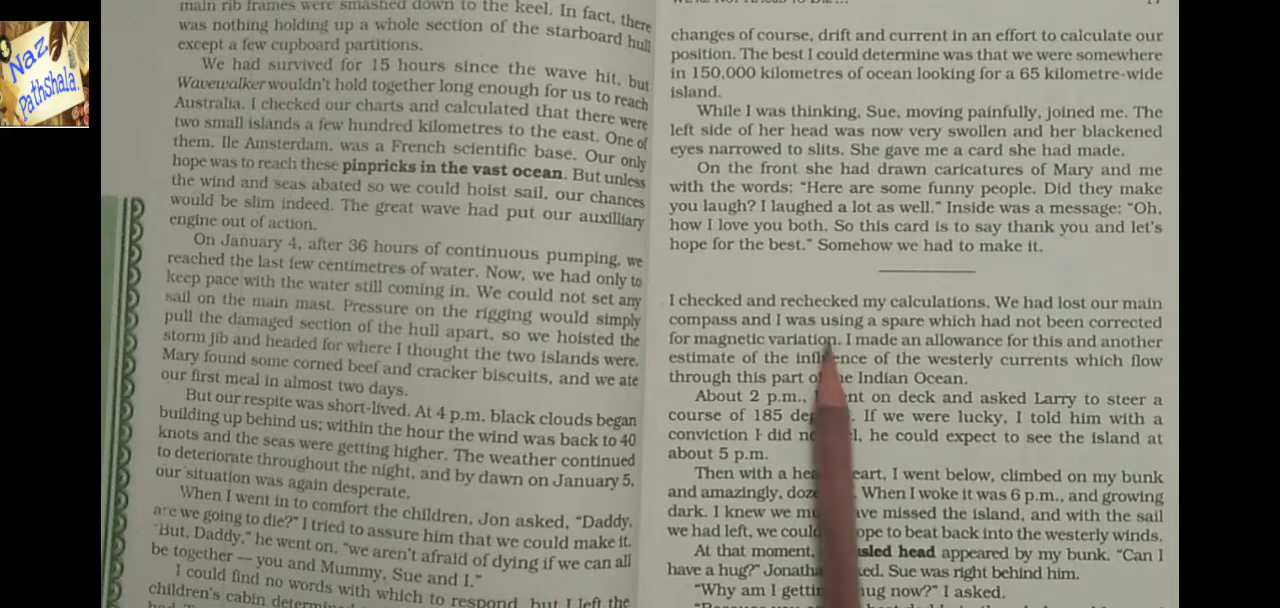 Naz
Pathshala.
main rib frames were smashed down to the keel. In fact, there
was nothing holding up a whole section of the starboard hull
except a few cupboard partitions.
We had survived for 15 hours since the wave hit, but
Wavewalker wouldn't hold together long enough for us to reach
Australia. I checked our charts and calculated that there were
two small islands a few hundred kilometres to the east. One of
them, Ile Amsterdam, was a French scientific base. Our only
hope was to reach these pinpricks in the vast ocean. But unless
the wind and seas abated so we could hoist sail, our chances
would be slim indeed. The great wave had put our auxilliary
engine out of action.
On January 4, after 36 hours of continuous pumping, we
reached the last few centimetres of water. Now, we had only to
keep pace with the water still coming in. We could not set any
sail on the main mast. Pressure on the rigging would simply
pull the damaged section of the hull apart, so we hoisted the
storm jib and headed for where I thought the two islands were.
Mary found some corned beef and cracker biscuits, and we ate
our first meal in almost two days.
But our respite was short-lived. At 4 p.m. black clouds began
building up behind us; within the hour the wind was back to 40
knots and the seas were getting higher. The weather continued
to deteriorate throughout the night, and by dawn on January 5,
our situation was again desperate.
When I went in to comfort the children, Jon asked, "Daddy,
are we going to die?" I tried to assure him that we could make it.
"But, Daddy," he went on, "we aren't afraid of dying if we can all
be together — you and Mummy, Sue and I."
I could find no words with which to respond, but I left the
children's cabin
changes of course, drift and current in an effort to calculate our
position. The best I could determine was that we were somewhere
in 150,000 kilometres of ocean looking for a 65 kilometre-wide
island.
While I was thinking, Sue, moving painfully, joined me. The
left side of her head was now very swollen and her blackened
eyes narrowed to slits. She gave me a card she had made.
On the front she had drawn caricatures of Mary and me
with the words: "Here are some funny people. Did they make
you laugh? I laughed a lot as well." Inside was a message: "Oh,
how I love you both. So this card is to say thank you and let's
hope for the best." Somehow we had to make it.
I checked and rechecked my calculations. We had lost our main
compass and I was using a spare which had not been corrected
for magnetic variation. I made an allowance for this and another
estimate of the influence of the westerly currents which flow
through this part of Indian Ocean.
About 2 p.m., on deck and asked Larry to steer a
course of 185 If we were lucky, I told him with a
conviction I did he could expect to see the island at
about 5 p.m.
Then with a I went below, climbed on my bunk
and amazingly, When I woke it was 6 p.m., and growing
dark. I knew we missed the island, and with the sail
we had left, we to beat back into the westerly winds.
At that moment, head appeared by my bunk. "Can I
have a hug?" Sue was right behind him.
"Why am I now?" I asked.